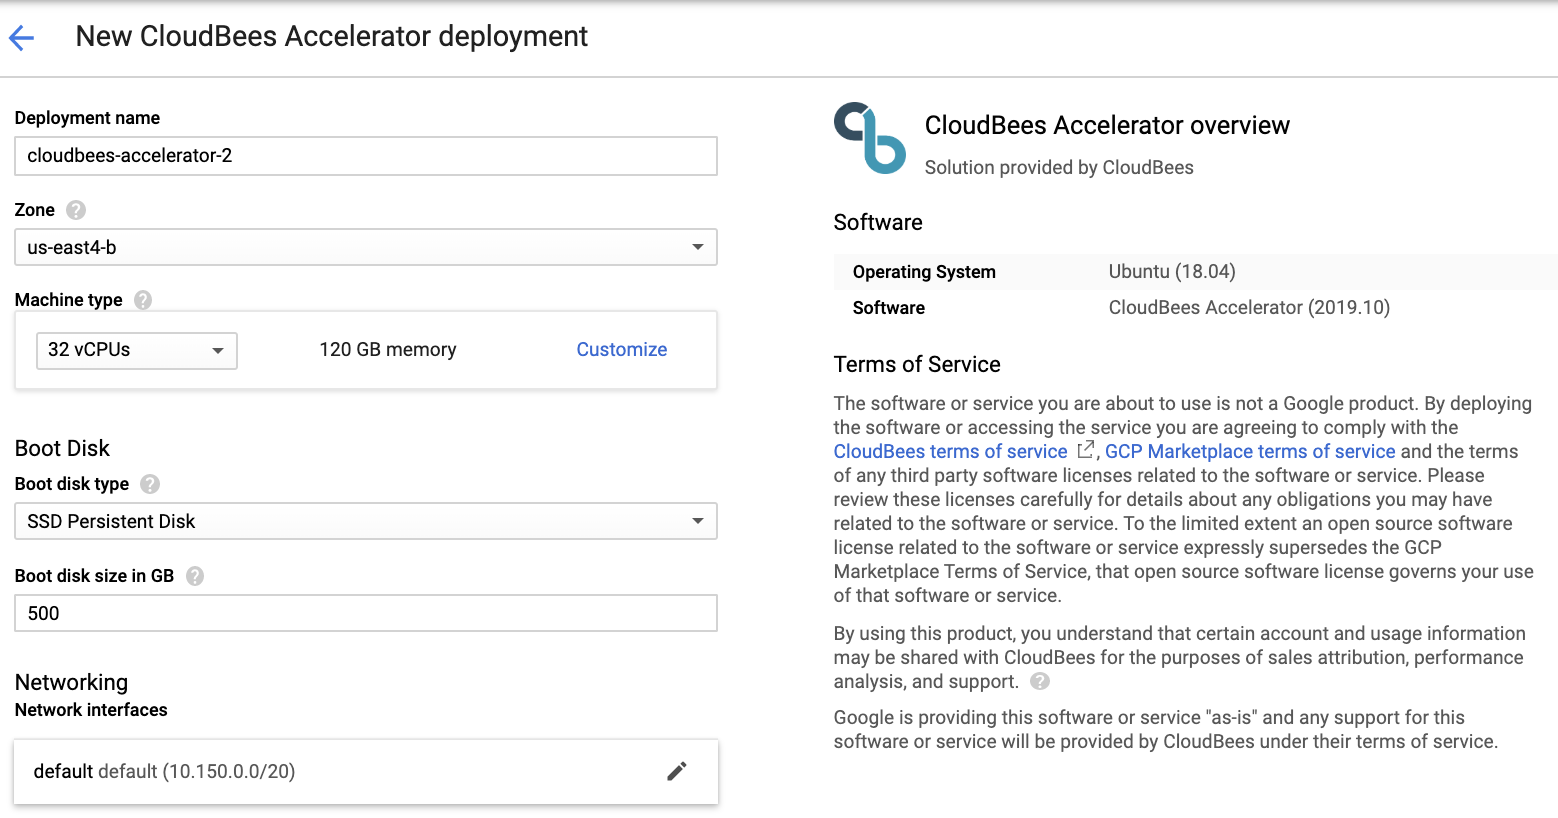 New CloudBees Accelerator deployment
Deployment name
cloudbees-accelerator-2
Zone
us-east4-b
Machine type
32 vCPUs
120 GB memory
Customize
Boot Disk
Boot disk type
SSD Persistent Disk
Boot disk size in GB
500
Networking
Network interfaces
default default (10.150.0.0/20)
CloudBees Accelerator overview
Solution provided by CloudBees
Software
Operating System Ubuntu (18.04)
Software CloudBees Accelerator (2019.10)
Terms of Service
The software or service you are about to use is not a Google product. By deploying
the software or accessing the service you are agreeing to comply with the
CloudBees terms of service, GCP Marketplace terms of service and the terms
of any third party software licenses related to the software or service. Please
review these licenses carefully for details about any obligations you may have
related to the software or service. To the limited extent an open source software
license related to the software or service expressly supersedes the GCP
Marketplace Terms of Service, that open source software license governs your use
of that software or service.
By using this product, you understand that certain account and usage information
may be shared with CloudBees for the purposes of sales attribution, performance
analysis, and support.
Google is providing this software or service "as-is" and any support for this
software or service will be provided by CloudBees under their terms of service.